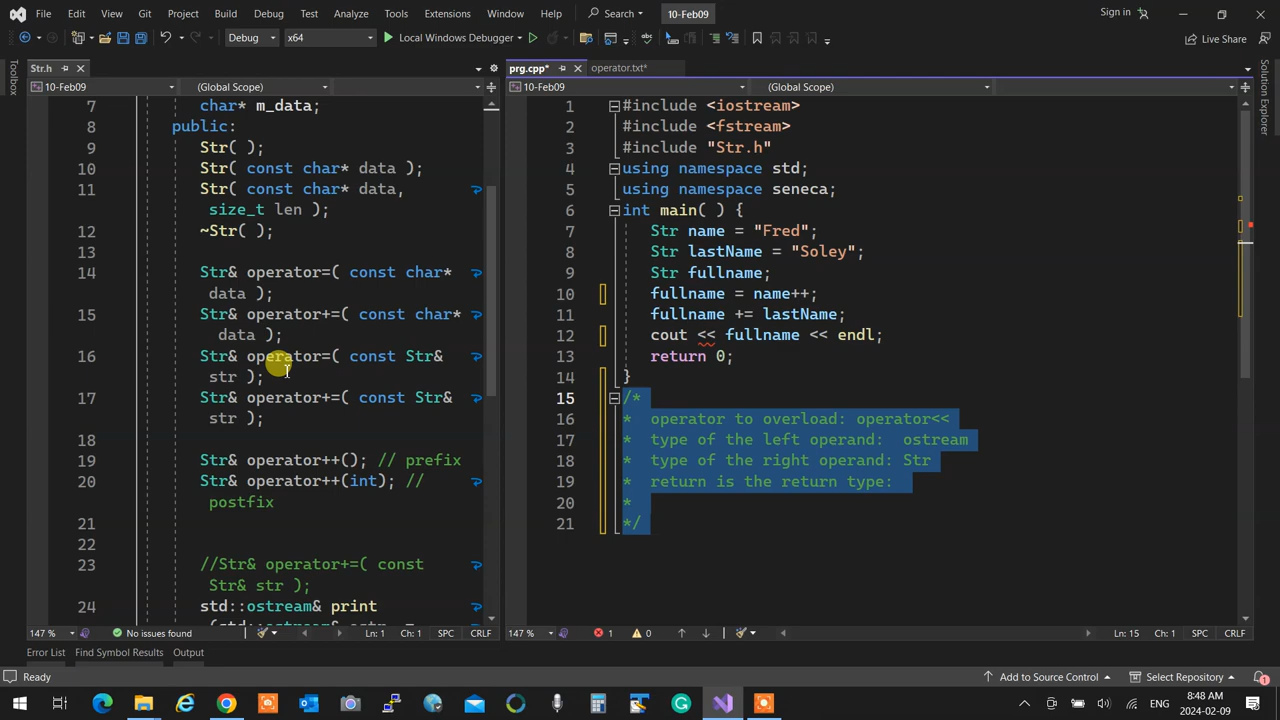 File Edit View Git Project Build Debug Test Analyze Tools Extensions Window Help Search 10-Feb09 Sign in
Debug x64 Local Windows Debugger Live Share
Toolbox
Str.h
10-Feb09 (Global Scope)
7 char* m_data;
8 public:
9 Str( );
10 Str( const char* data );
11 Str( const char* data,
size_t len );
12 ~Str( );
13
14 Str& operator=( const char*
data );
15 Str& operator+=( const char*
data );
16 Str& operator=( const Str&
str );
17 Str& operator+=( const Str&
str );
18
19 Str& operator++(); // prefix
20 Str& operator++(int); //
postfix
21
22
23 //Str& operator+=( const
Str& str );
24 std::ostream& print
147 % No issues found Ln: 1 Ch: 1 SPC CRLF
prg.cpp* operator.txt*
10-Feb09 (Global Scope)
1 #include <iostream>
2 #include <fstream>
3 #include "Str.h"
4 using namespace std;
5 using namespace seneca;
6 int main( ) {
7 Str name = "Fred";
8 Str lastName = "Soley";
9 Str fullname;
10 fullname = name++;
11 fullname += lastName;
12 cout << fullname << endl;
13 return 0;
14 }
15 /*
16 * operator to overload: operator<<
17 * type of the left operand: ostream
18 * type of the right operand: Str
19 * return is the return type:
20 *
21 */
147 % 1 0 Ln: 15 Ch: 1 SPC CRLF
Solution Explorer
Error List Find Symbol Results Output
Ready Add to Source Control Select Repository 1
ENG 8:48 AM
2024-02-09